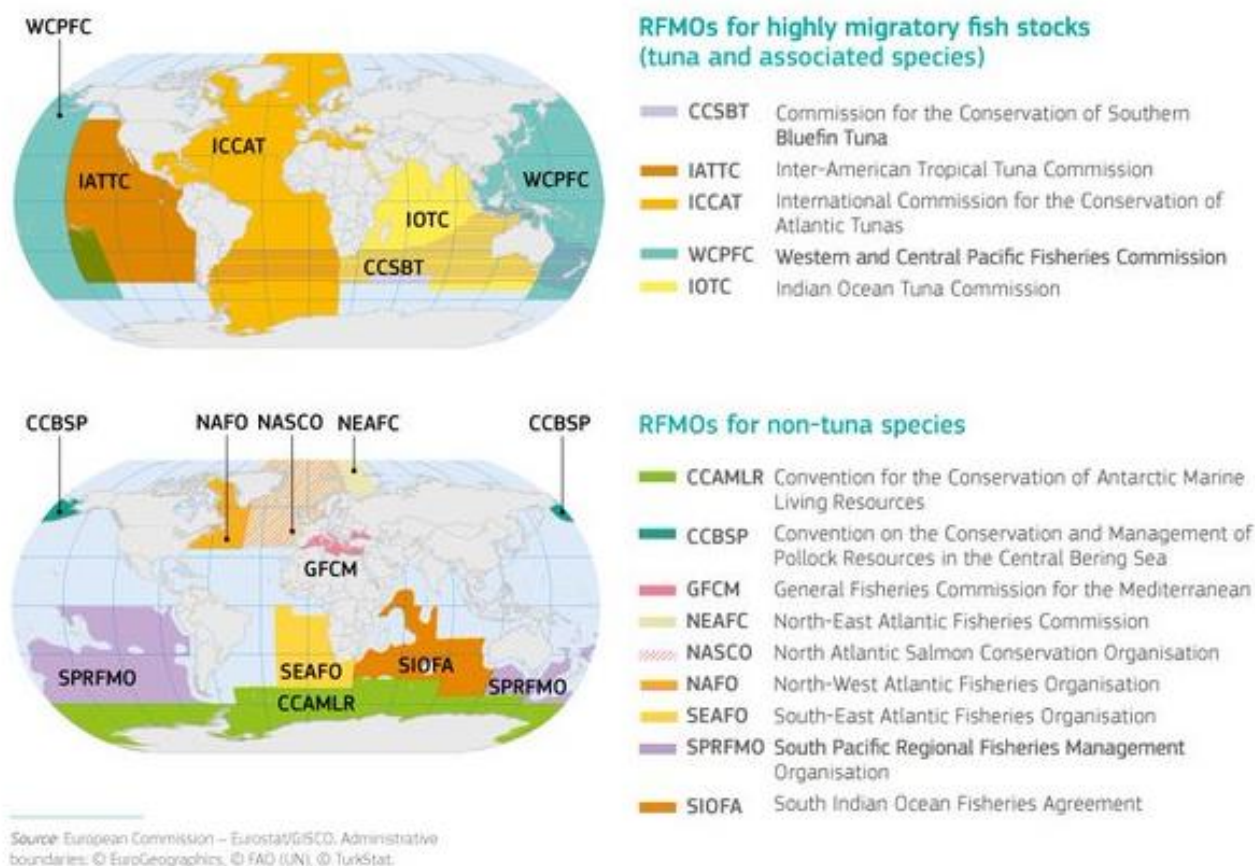 WCPFC
IATTC
ICCAT
IOTC
WCPFC
CCSBT
RFMOs for highly migratory fish stocks
(tuna and associated species)
CCSBT Commission for the Conservation of Southern
Bluefin Tuna
IATTC Inter-American Tropical Tuna Commission
ICCAT International Commission for the Conservation of
Atlantic Tunas
WCPFC Western and Central Pacific Fisheries Commission
IOTC Indian Ocean Tuna Commission
CCBSP NAFO NASCO NEAFC CCBSP
GFCM
SPRFMO
SEAFO
SIOFA
SPRFMO
CCAMLR
RFMOs for non-tuna species
CCAMLR Convention for the Conservation of Antarctic Marine
Living Resources
CCBSP Convention on the Conservation and Management of
Pollock Resources in the Central Bering Sea
GFCM General Fisheries Commission for the Mediterranean
NEAFC North-East Atlantic Fisheries Commission
NASCO North Atlantic Salmon Conservation Organisation
NAFO North-West Atlantic Fisheries Organisation
SEAFO South-East Atlantic Fisheries Organisation
SPRFMO South Pacific Regional Fisheries Management
Organisation
SIOFA South Indian Ocean Fisheries Agreement
Source: European Commission – Eurostat/GISCO. Administrative
boundaries: © EuroGeographics, © FAO (UN), © TurkStat.